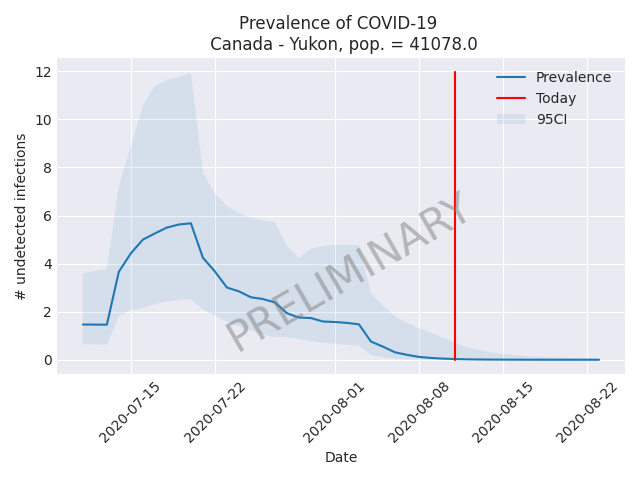 Prevalence of COVID-19
Canada - Yukon, pop. = 41078.0
12
10
8
6
4
2
0
# undetected infections
Prevalence
Today
95CI
PRELIMINARY
2020-07-15
2020-07-22
2020-08-01
2020-08-08
2020-08-15
2020-08-22
Date